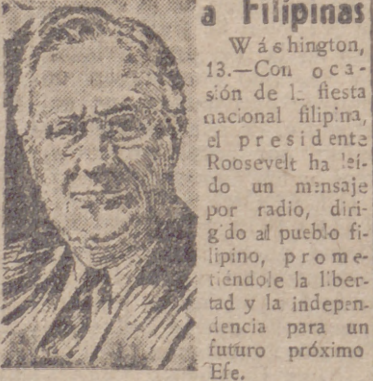 a Filipinas
Wáshington,
13.—Con oca-
sión de la fiesta
nacional filipina,
el presidente
Roosevelt ha leí-
do un mensaje
por radio, diri-
gido al pueblo fi-
lipino, prome-
tiéndole la liber-
tad y la indepen-
dencia para un
futuro próximo
Efe.